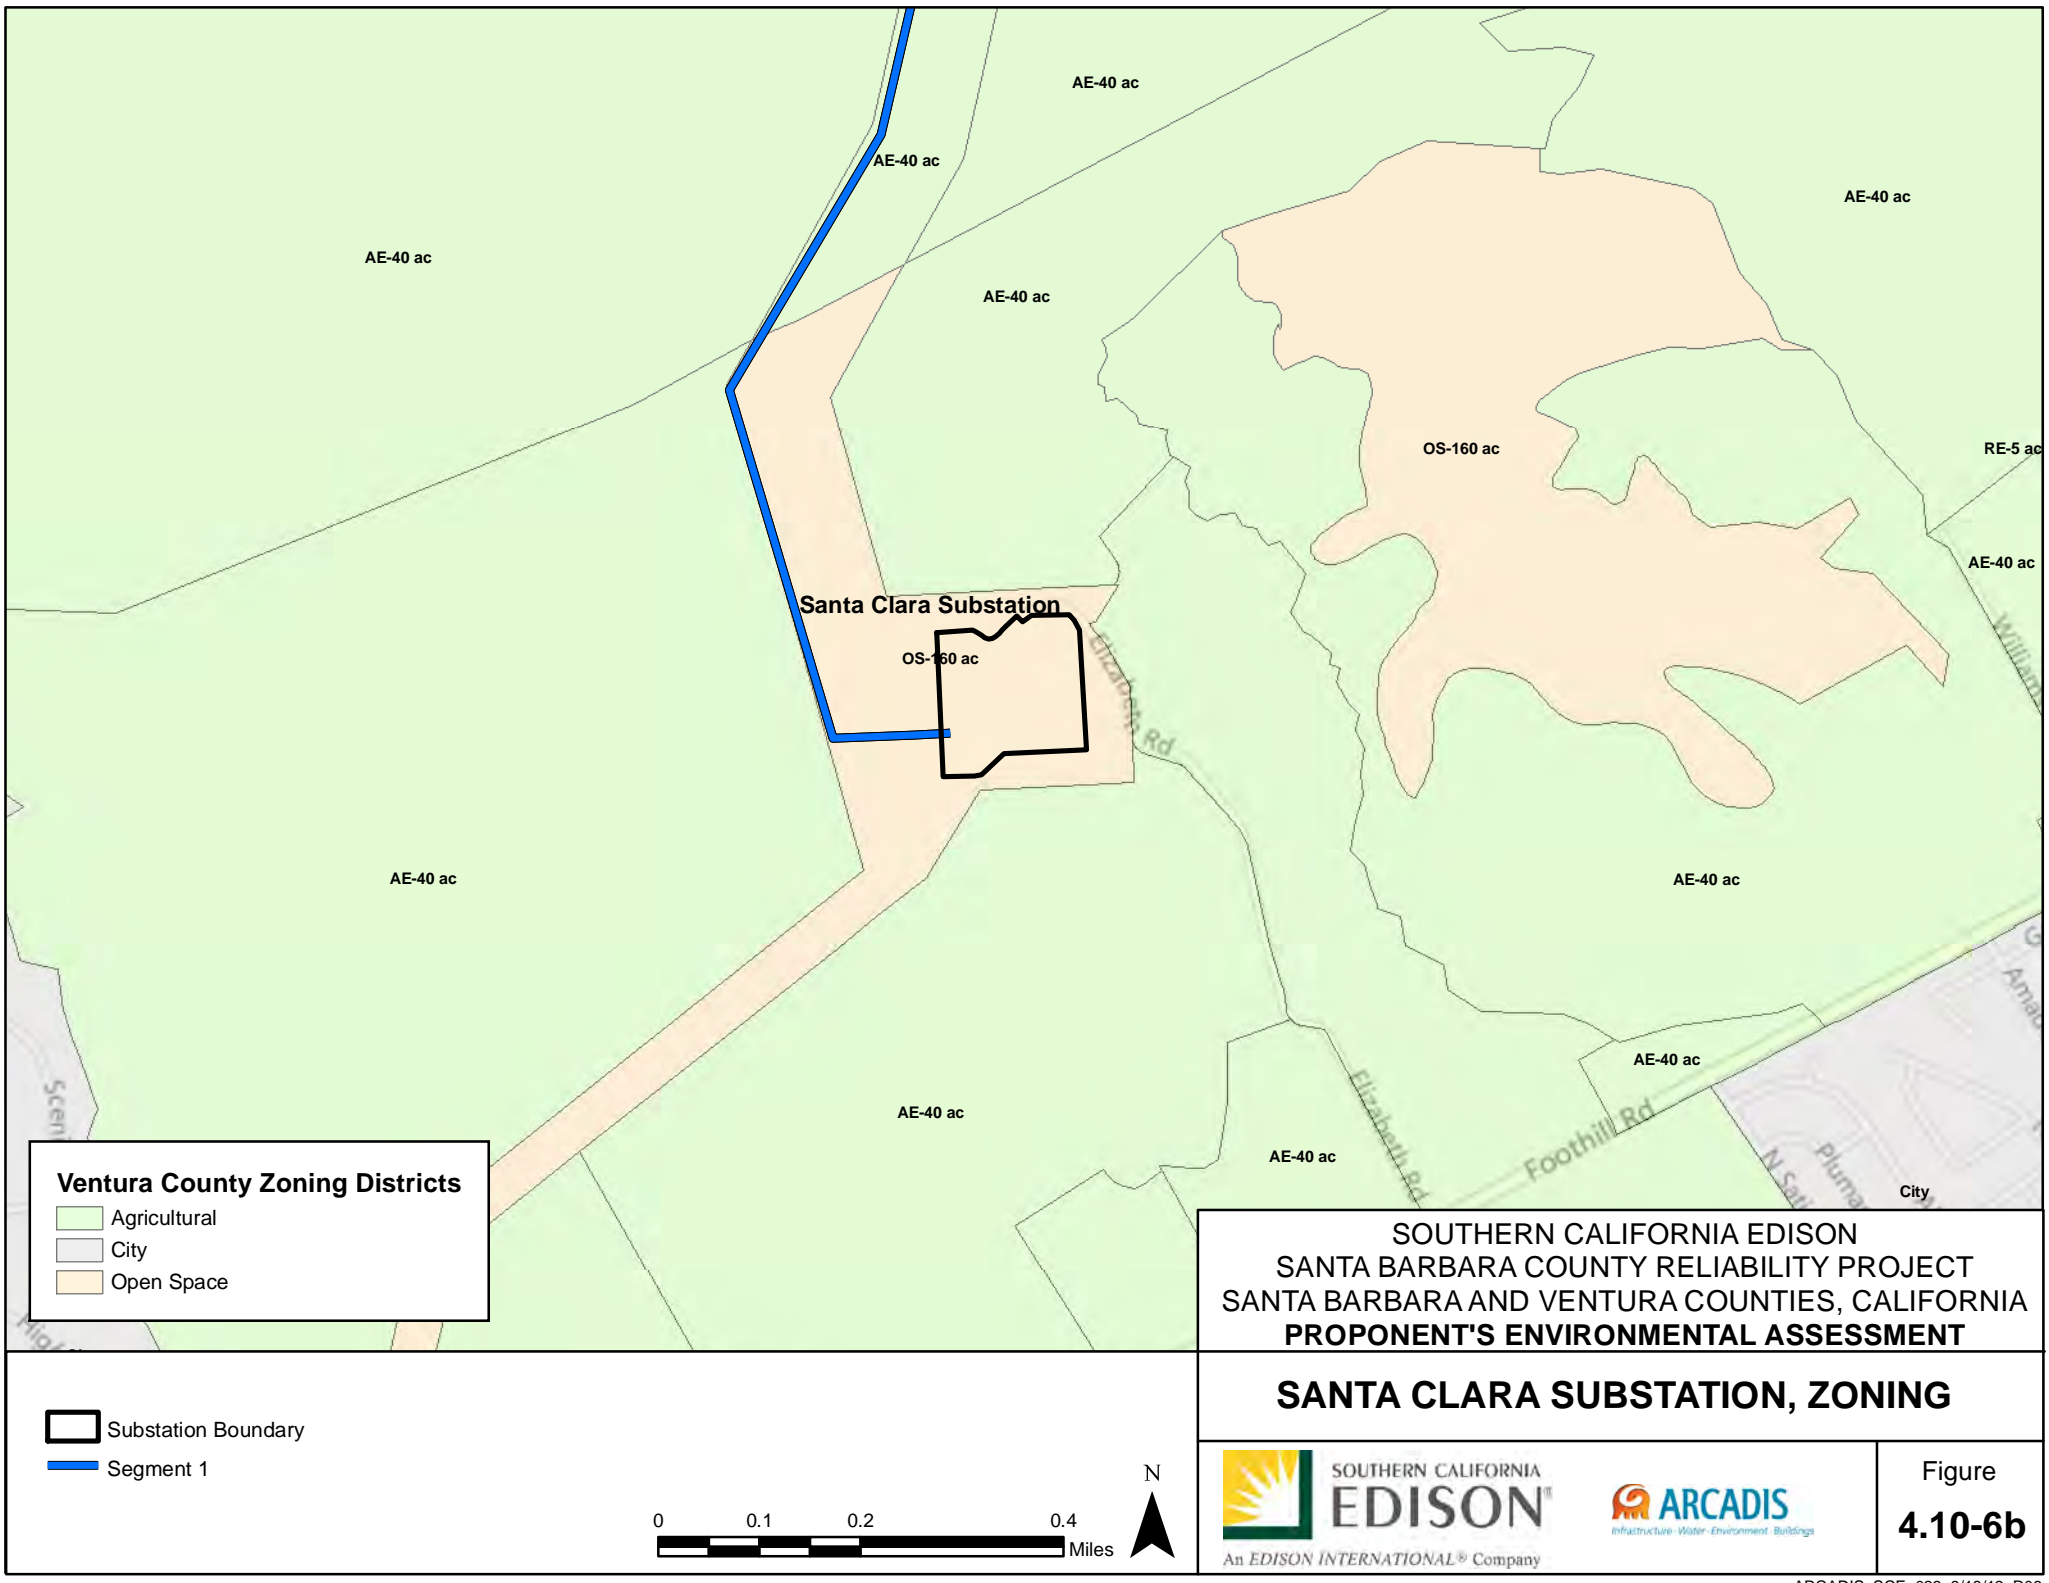 AE-40 ac
AE-40 ac
AE-40 ac
AE-40 ac
AE-40 ac
OS-160 ac
RE-5 ac
AE-40 ac
Santa Clara Substation
OS-160 ac
Elizabeth Rd
AE-40 ac
AE-40 ac
AE-40 ac
AE-40 ac
AE-40 ac
Elizabeth Rd
Foothill Rd
City
Ventura County Zoning Districts
Agricultural
City
Open Space
Substation Boundary
Segment 1
0 0.1 0.2 0.4
Miles
N
SOUTHERN CALIFORNIA EDISON
SANTA BARBARA COUNTY RELIABILITY PROJECT
SANTA BARBARA AND VENTURA COUNTIES, CALIFORNIA
PROPONENT'S ENVIRONMENTAL ASSESSMENT
SANTA CLARA SUBSTATION, ZONING
SOUTHERN CALIFORNIA
EDISON
An EDISON INTERNATIONAL® Company
ARCADIS
Infrastructure · Water · Environment · Buildings
Figure
4.10-6b